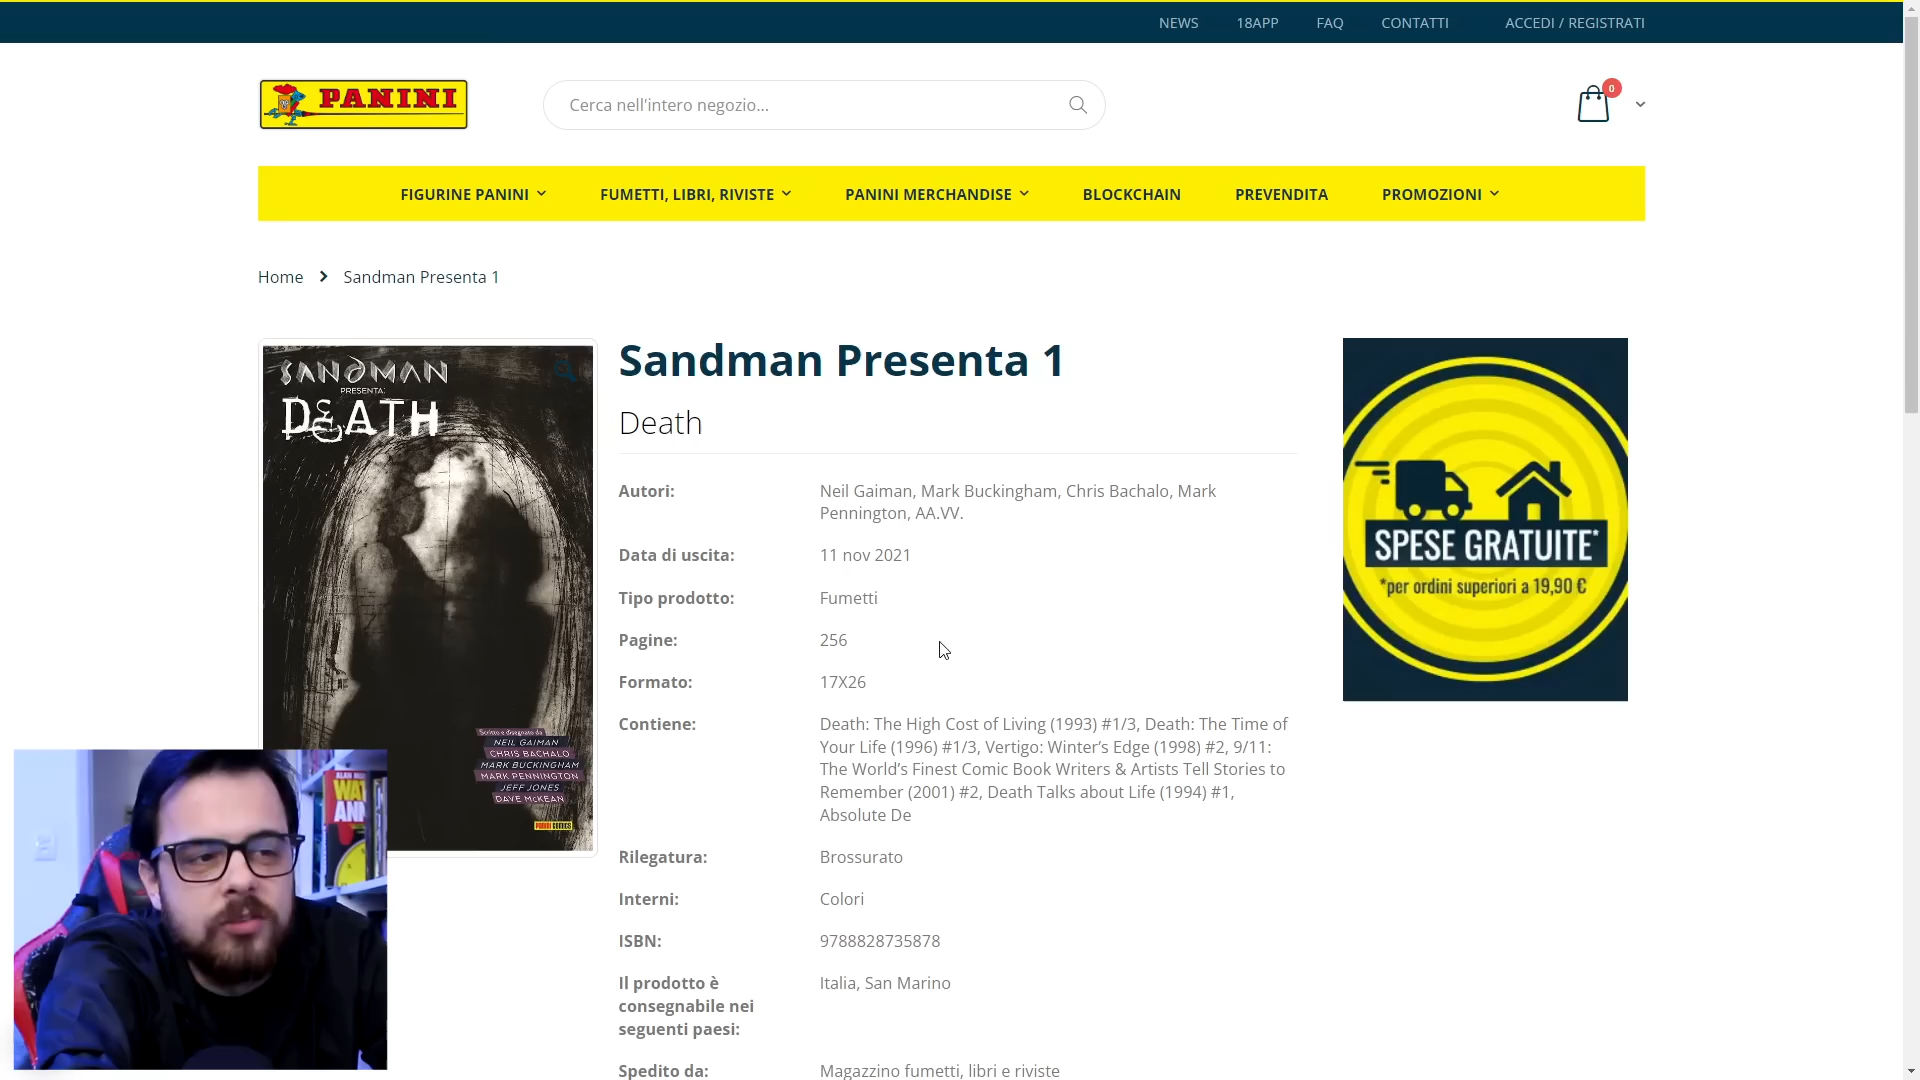 NEWS
18APP
FAQ
CONTATTI
ACCEDI / REGISTRATI
PANINI
Cerca nell'intero negozio...
0
FIGURINE PANINI
FUMETTI, LIBRI, RIVISTE
PANINI MERCHANDISE
BLOCKCHAIN
PREVENDITA
PROMOZIONI
Home
Sandman Presenta 1
SANDMAN
PRESENTA:
DEATH
Scritto e disegnato da
NEIL GAIMAN
CHRIS BACHALO
MARK BUCKINGHAM
MARK PENNINGTON
JEFF JONES
DAVE McKEAN
PANINI COMICS
Sandman Presenta 1
Death
Autori:
Neil Gaiman, Mark Buckingham, Chris Bachalo, Mark
Pennington, AA.VV.
Data di uscita:
11 nov 2021
Tipo prodotto:
Fumetti
Pagine:
256
Formato:
17X26
Contiene:
Death: The High Cost of Living (1993) #1/3, Death: The Time of
Your Life (1996) #1/3, Vertigo: Winter’s Edge (1998) #2, 9/11:
The World’s Finest Comic Book Writers & Artists Tell Stories to
Remember (2001) #2, Death Talks about Life (1994) #1,
Absolute De
Rilegatura:
Brossurato
Interni:
Colori
ISBN:
9788828735878
Il prodotto è
consegnabile nei
seguenti paesi:
Italia, San Marino
Spedito da:
Magazzino fumetti, libri e riviste
SPESE GRATUITE*
*per ordini superiori a 19,90 €